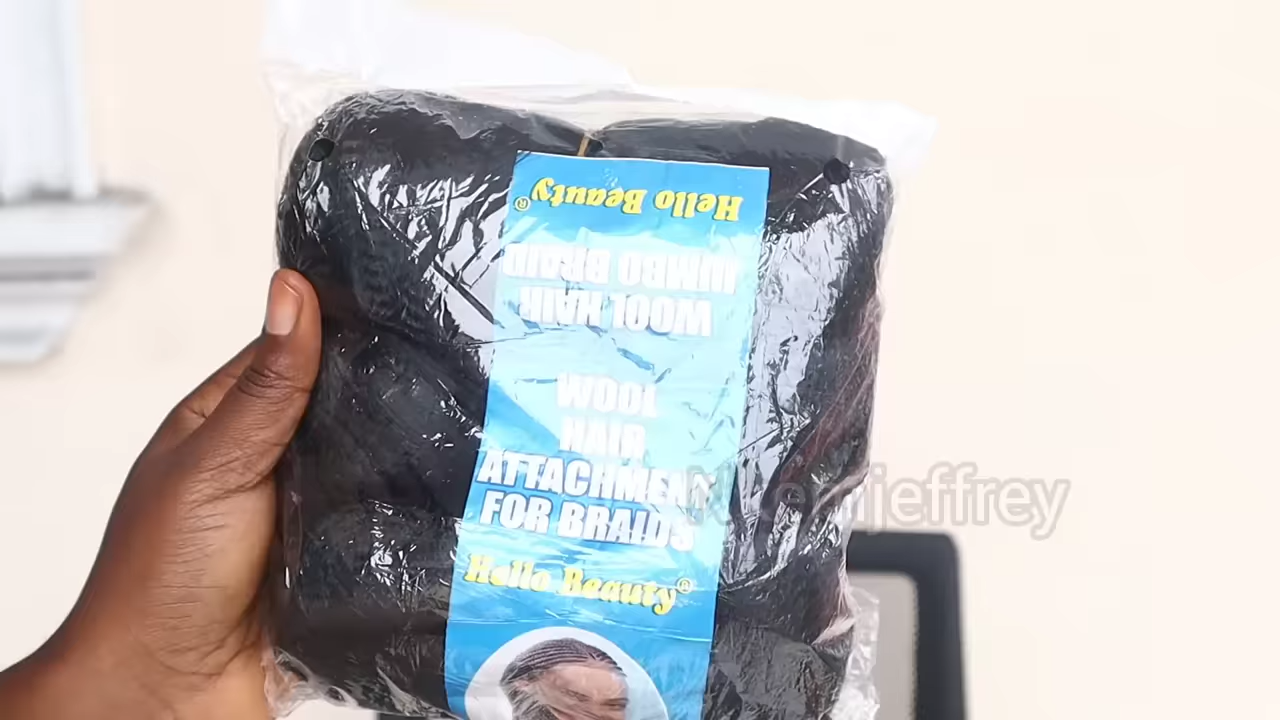 Hello Beauty®
JUMBO BRAID
WOOL HAIR
WOOL
HAIR
ATTACHMENT
FOR BRAIDS
Hello Beauty®